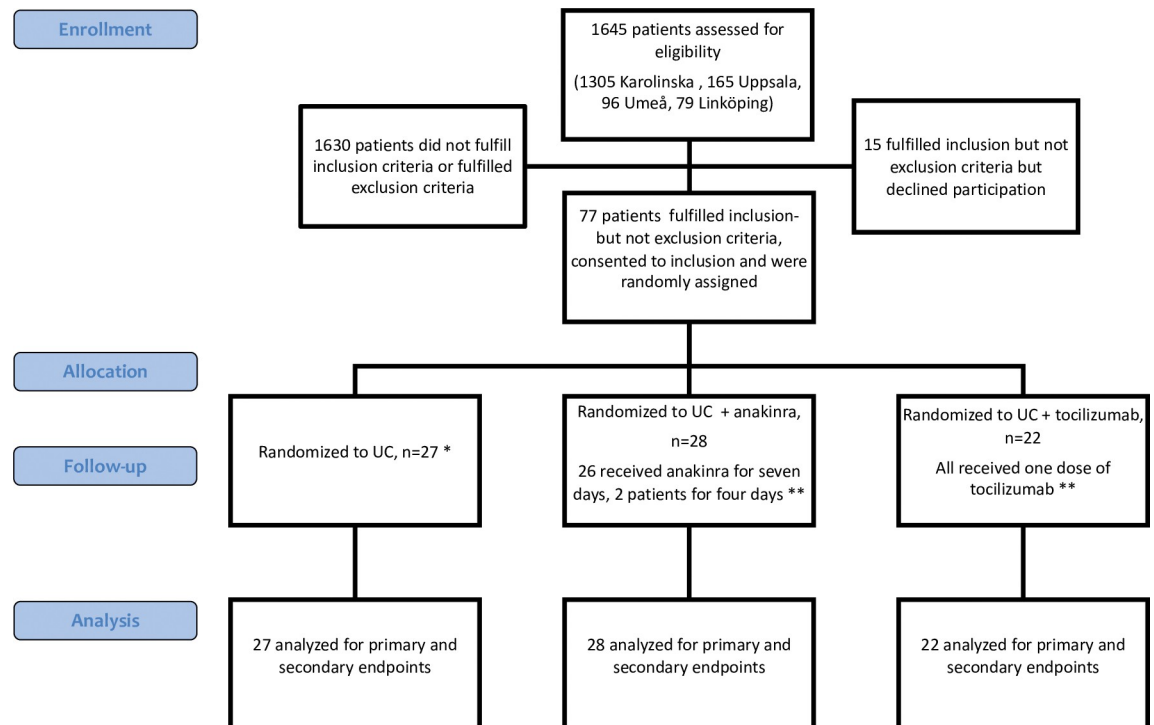 Enrollment
1645 patients assessed for
eligibility
(1305 Karolinska , 165 Uppsala,
96 Umeå, 79 Linköping)
1630 patients did not fulfill
inclusion criteria or fulfilled
exclusion criteria
15 fulfilled inclusion but not
exclusion criteria but
declined participation
77 patients  fulfilled inclusion-
but not exclusion criteria,
consented to inclusion and were
randomly assigned
Allocation
Follow-up
Randomized to UC, n=27 *
Randomized to UC  + anakinra,
n=28
26 received anakinra for seven
days, 2 patients for four days **
Randomized to UC + tocilizumab,
n=22
All received one dose of
tocilizumab **
Analysis
27 analyzed for primary and
secondary endpoints
28 analyzed for primary and
secondary endpoints
22 analyzed for primary and
secondary endpoints